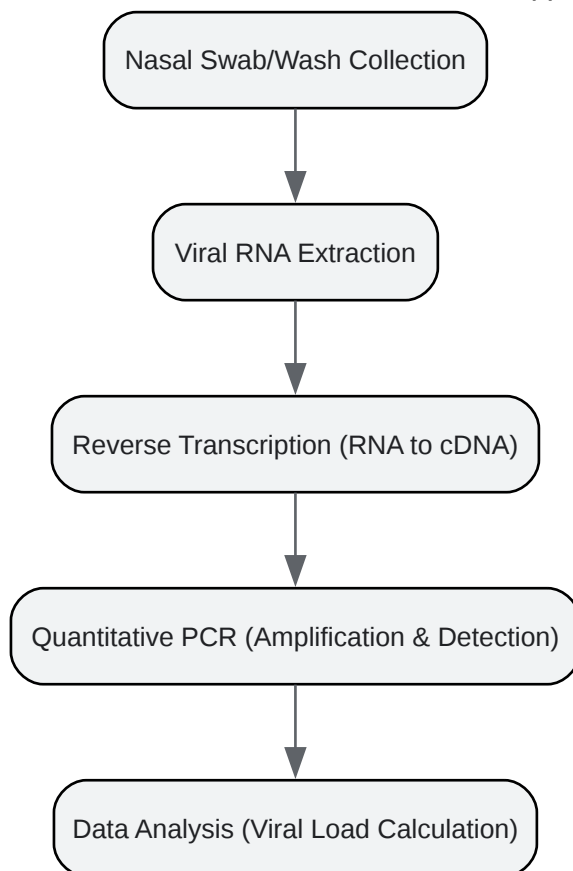 Nasal Swab/Wash Collection
Viral RNA Extraction
Reverse Transcription (RNA to cDNA)
Quantitative PCR (Amplification & Detection)
Data Analysis (Viral Load Calculation)